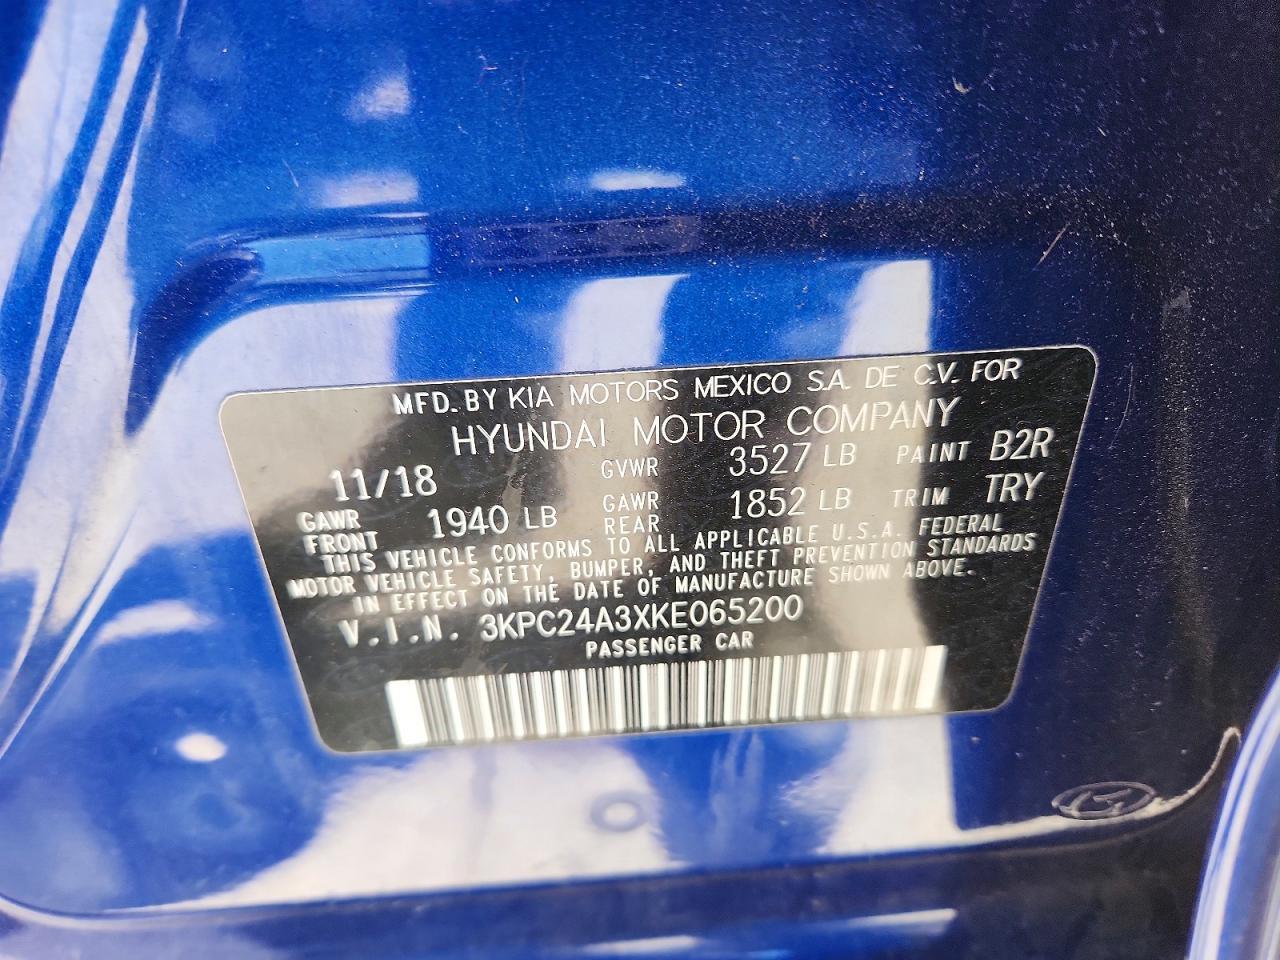 MFD. BY KIA MOTORS MEXICO S.A. DE C.V. FOR
HYUNDAI MOTOR COMPANY
11/18 GVWR 3527 LB PAINT B2R
GAWR FRONT 1940 LB GAWR REAR 1852 LB TRIM TRY
THIS VEHICLE CONFORMS TO ALL APPLICABLE U.S.A. FEDERAL
MOTOR VEHICLE SAFETY, BUMPER, AND THEFT PREVENTION STANDARDS
IN EFFECT ON THE DATE OF MANUFACTURE SHOWN ABOVE.
V.I.N. 3KPC24A3XKE065200
PASSENGER CAR